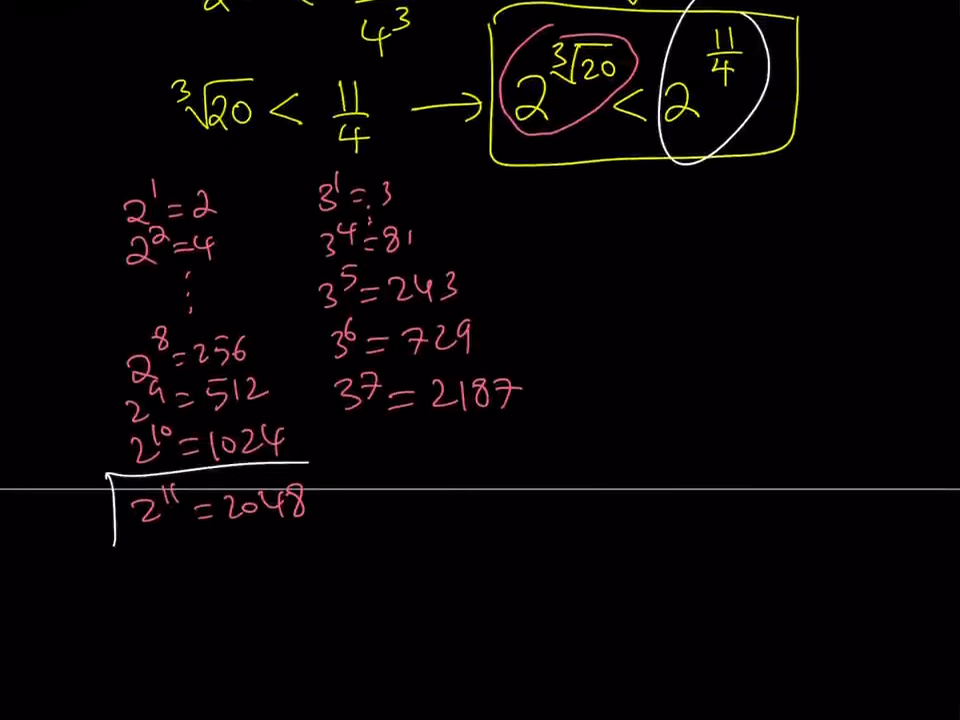 4³
∛20 < 11/4 → 2^∛20 < 2^(11/4)
2¹ = 2
2² = 4
⋮
2⁸ = 256
2⁹ = 512
2¹⁰ = 1024
2¹¹ = 2048
3¹ = 3
⋮
3⁴ = 81
3⁵ = 243
3⁶ = 729
3⁷ = 2187